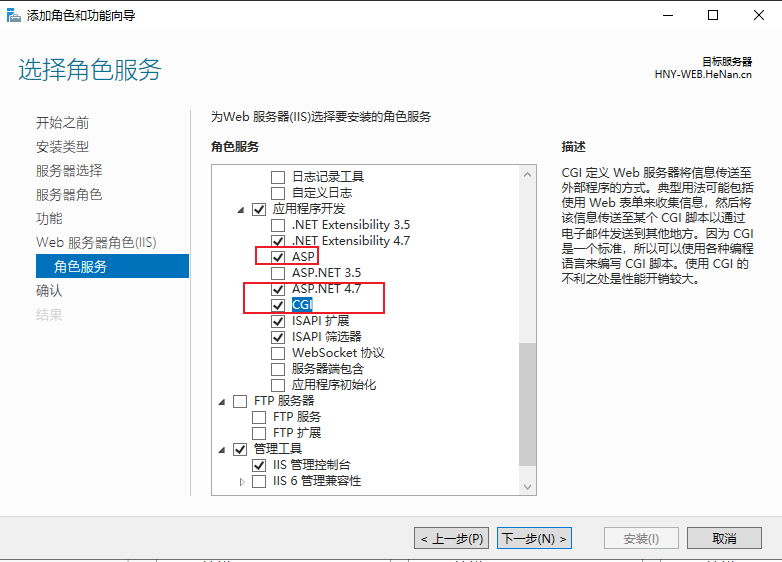 添加角色和功能向导
选择角色服务
目标服务器
HNY-WEB.HeNan.cn
开始之前
安装类型
服务器选择
服务器角色
功能
Web 服务器角色(IIS)
角色服务
确认
结果
为Web 服务器(IIS)选择要安装的角色服务
角色服务
日志记录工具
自定义日志
应用程序开发
.NET Extensibility 3.5
.NET Extensibility 4.7
ASP
ASP.NET 3.5
ASP.NET 4.7
CGI
ISAPI 扩展
ISAPI 筛选器
WebSocket 协议
服务器端包含
应用程序初始化
FTP 服务器
FTP 服务
FTP 扩展
管理工具
IIS 管理控制台
IIS 6 管理兼容性
描述
CGI 定义 Web 服务器将信息传送至
外部程序的方式。典型用法可能包括
使用 Web 表单来收集信息，然后将
该信息传送至某个 CGI 脚本以通过
电子邮件发送到其他地方。因为 CGI
是一个标准，所以可以使用各种编程
语言来编写 CGI 脚本。使用 CGI 的
不利之处是性能开销较大。
< 上一步(P)
下一步(N) >
安装(I)
取消